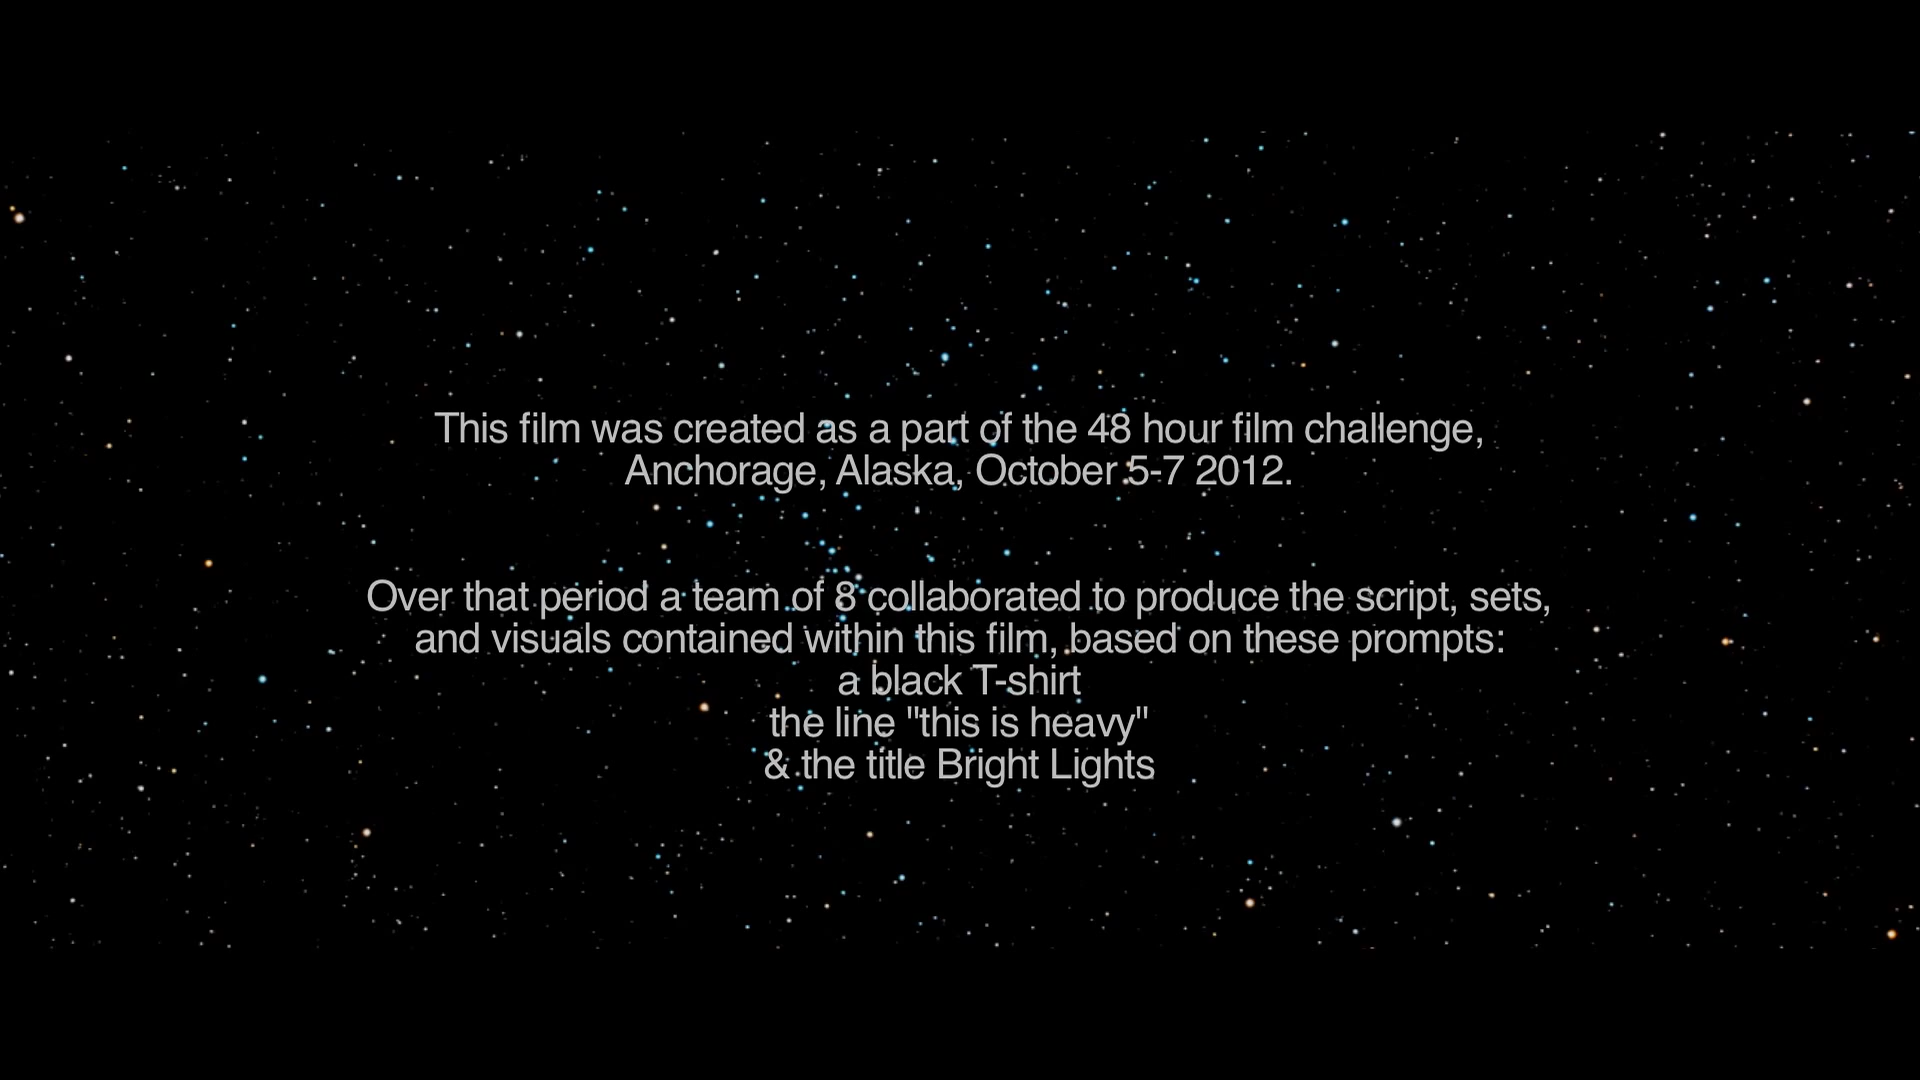 This film was created as a part of the 48 hour film challenge,
Anchorage, Alaska, October 5-7 2012.
Over that period a team of 8 collaborated to produce the script, sets,
and visuals contained within this film, based on these prompts:
a black T-shirt
the line "this is heavy"
& the title Bright Lights